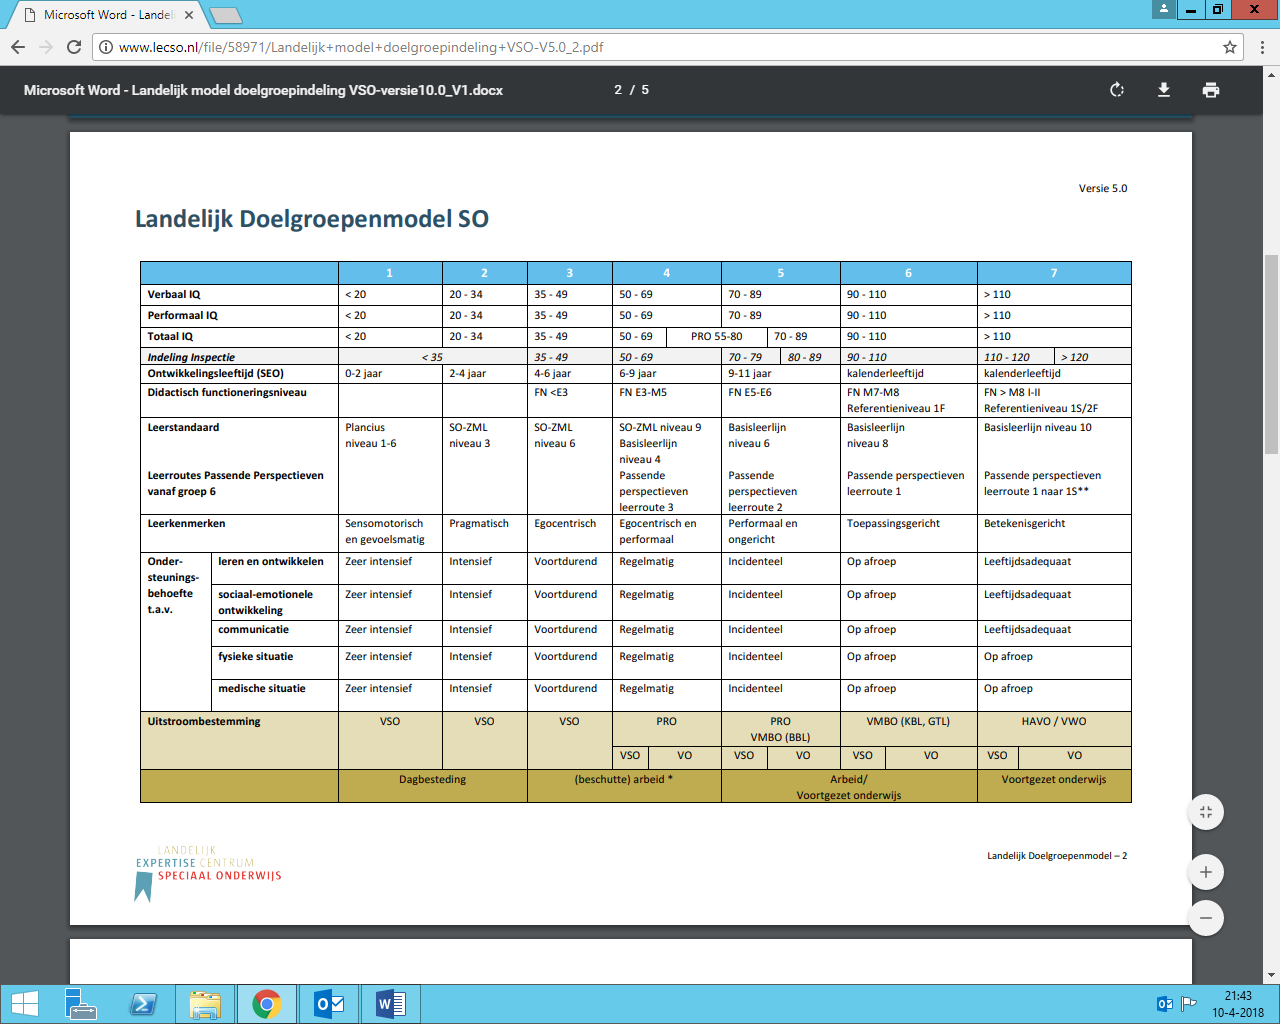 Microsoft Word - Landel
www.lecso.nl/file/58971/Landelijk+model+doelgroepindeling+VSO-V5.0_2.pdf
Microsoft Word - Landelijk model doelgroepindeling VSO-versie10.0_V1.docx 2 / 5
Versie 5.0
Landelijk Doelgroepenmodel SO
1 2 3 4 5 6 7
Verbaal IQ < 20 20 - 34 35 - 49 50 - 69 70 - 89 90 - 110 > 110
Performaal IQ < 20 20 - 34 35 - 49 50 - 69 70 - 89 90 - 110 > 110
Totaal IQ < 20 20 - 34 35 - 49 50 - 69 PRO 55-80 70 - 89 90 - 110 > 110
Indeling Inspectie < 35 35 - 49 50 - 69 70 - 79 80 - 89 90 - 110 110 - 120 > 120
Ontwikkelingsleeftijd (SEO) 0-2 jaar 2-4 jaar 4-6 jaar 6-9 jaar 9-11 jaar kalenderleeftijd kalenderleeftijd
Didactisch functioneringsniveau FN <E3 FN E3-M5 FN E5-E6 FN M7-M8 FN > M8 I-II
Referentieniveau 1F Referentieniveau 1S/2F
Leerstandaard Plancius SO-ZML SO-ZML SO-ZML niveau 9 Basisleerlijn Basisleerlijn Basisleerlijn niveau 10
niveau 1-6 niveau 3 niveau 6 Basisleerlijn niveau 6 niveau 8
niveau 4
Leerroutes Passende Perspectieven Passende Passende Passende perspectieven Passende perspectieven
vanaf groep 6 perspectieven perspectieven leerroute 1 leerroute 1 naar 1S**
leerroute 3 leerroute 2
Leerkenmerken Sensomotorisch Pragmatisch Egocentrisch Egocentrisch en Performaal en Toepassingsgericht Betekenisgericht
en gevoelsmatig performaal ongericht
Onder- leren en ontwikkelen Zeer intensief Intensief Voortdurend Regelmatig Incidenteel Op afroep Leeftijdsadequaat
steunings-
behoefte sociaal-emotionele Zeer intensief Intensief Voortdurend Regelmatig Incidenteel Op afroep Leeftijdsadequaat
t.a.v. ontwikkeling
communicatie Zeer intensief Intensief Voortdurend Regelmatig Incidenteel Op afroep Leeftijdsadequaat
fysieke situatie Zeer intensief Intensief Voortdurend Regelmatig Incidenteel Op afroep Op afroep
medische situatie Zeer intensief Intensief Voortdurend Regelmatig Incidenteel Op afroep Op afroep
Uitstroombestemming VSO VSO VSO PRO PRO VMBO (KBL, GTL) HAVO / VWO
VMBO (BBL)
VSO VO VSO VO VSO VO VSO VO
Dagbesteding (beschutte) arbeid * Arbeid/ Voortgezet onderwijs
Voortgezet onderwijs
LANDELIJK
EXPERTISE CENTRUM
SPECIAAL ONDERWIJS
Landelijk Doelgroepenmodel – 2
21:43
10-4-2018